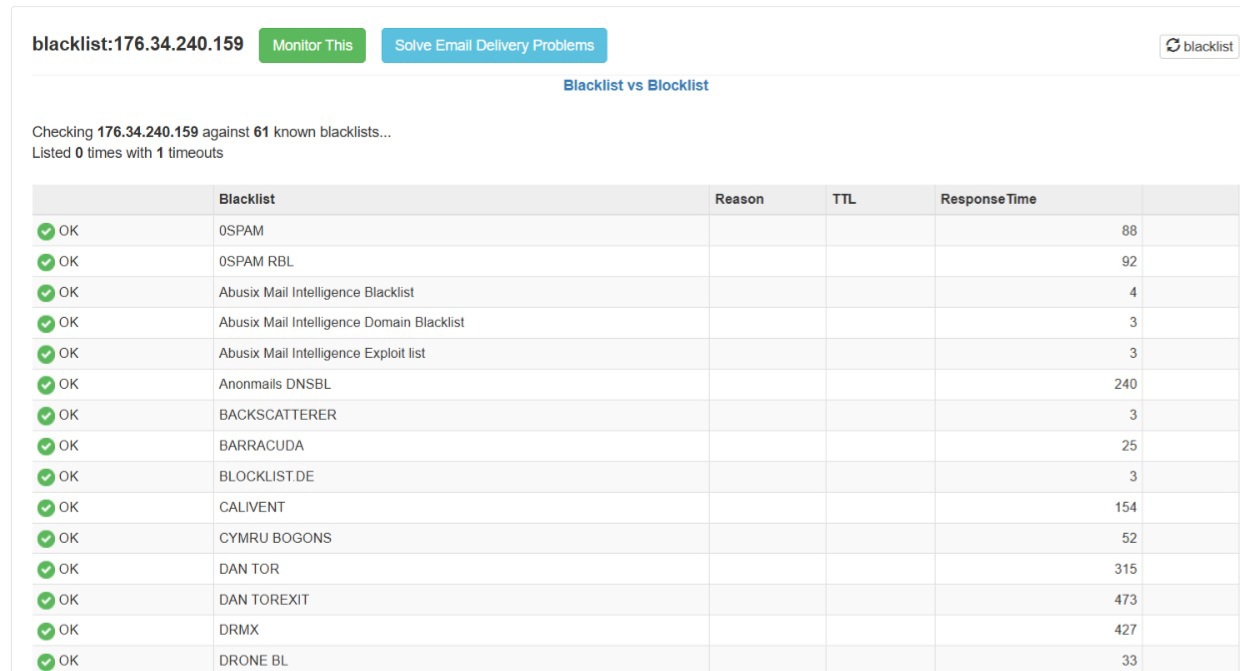 blacklist:176.34.240.159 Monitor This Solve Email Delivery Problems blacklist
Blacklist vs Blocklist
Checking 176.34.240.159 against 61 known blacklists...
Listed 0 times with 1 timeouts
Blacklist Reason TTL ResponseTime
OK 0SPAM 88
OK 0SPAM RBL 92
OK Abusix Mail Intelligence Blacklist 4
OK Abusix Mail Intelligence Domain Blacklist 3
OK Abusix Mail Intelligence Exploit list 3
OK Anonmails DNSBL 240
OK BACKSCATTERER 3
OK BARRACUDA 25
OK BLOCKLIST.DE 3
OK CALIVENT 154
OK CYMRU BOGONS 52
OK DAN TOR 315
OK DAN TOREXIT 473
OK DRMX 427
OK DRONE BL 33